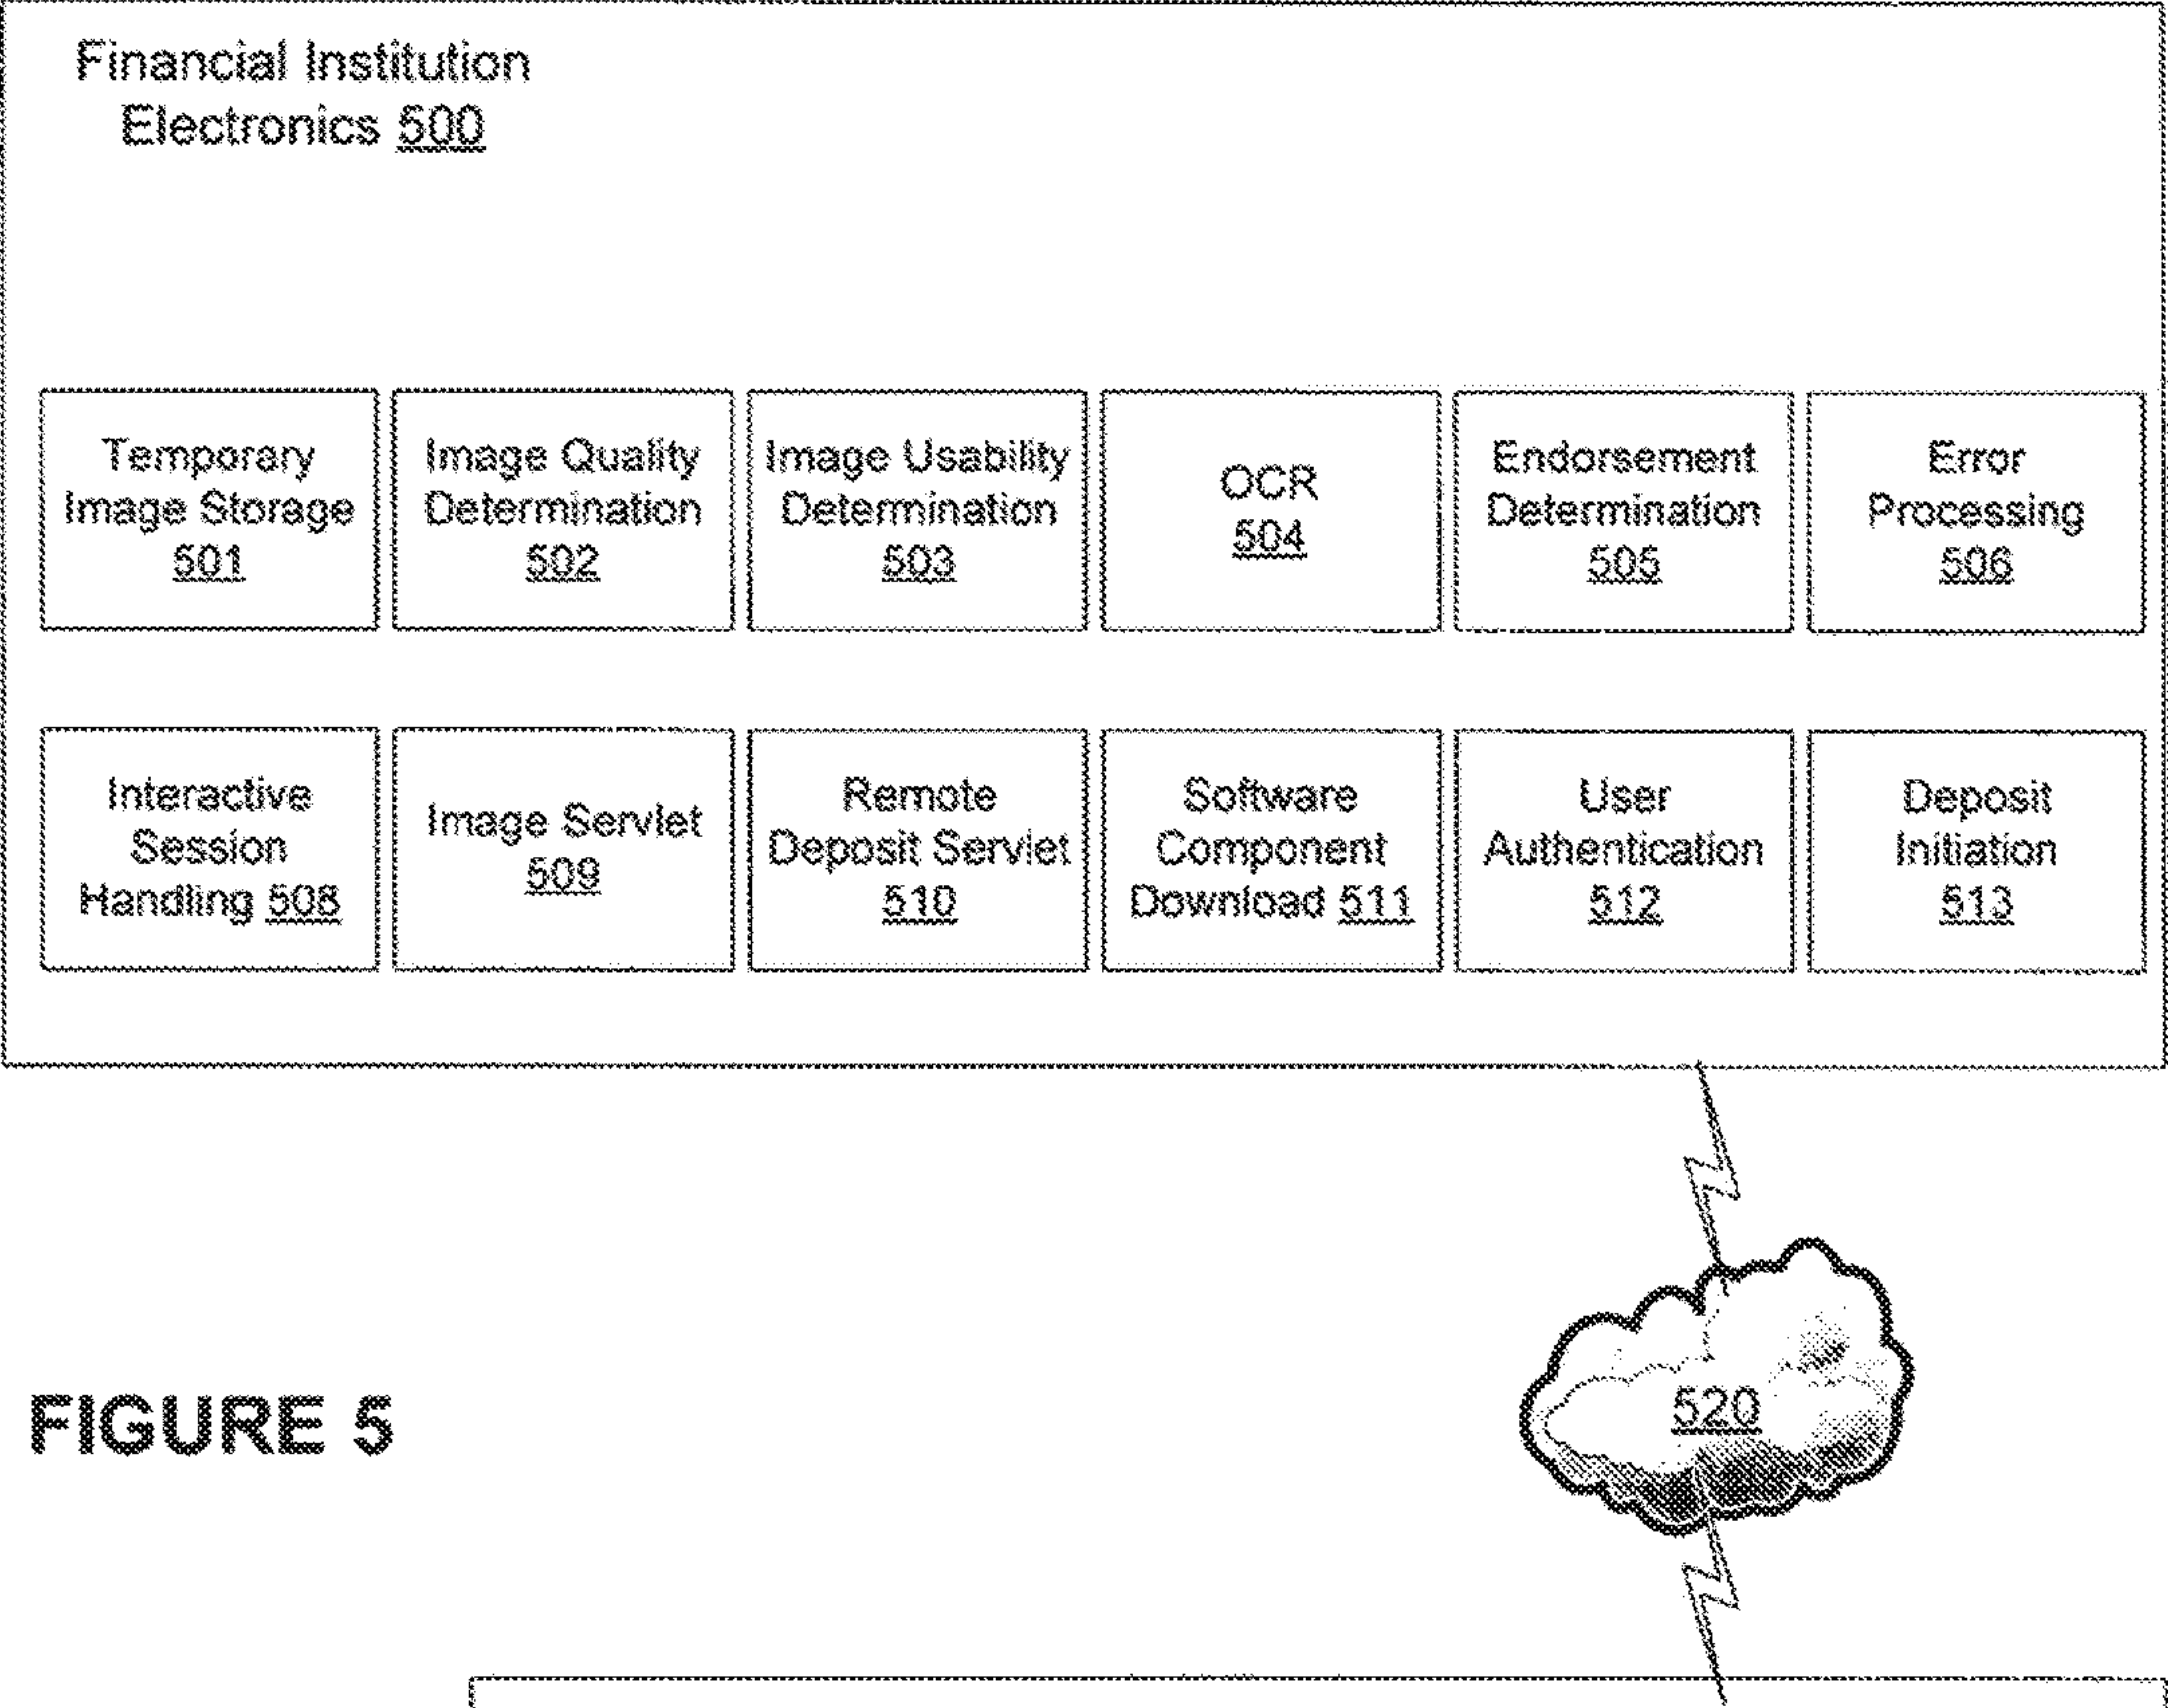 Financial Institution
Electronics 500
Temporary
Image Storage
501
Image Quality
Determination
502
Image Usability
Determination
503
OCR
504
Endorsement
Determination
505
Error
Processing
506
Interactive
Session
Handling 508
Image Servlet
509
Remote
Deposit Servlet
510
Software
Component
Download 511
User
Authentication
512
Deposit
Initiation
513
520
FIGURE 5